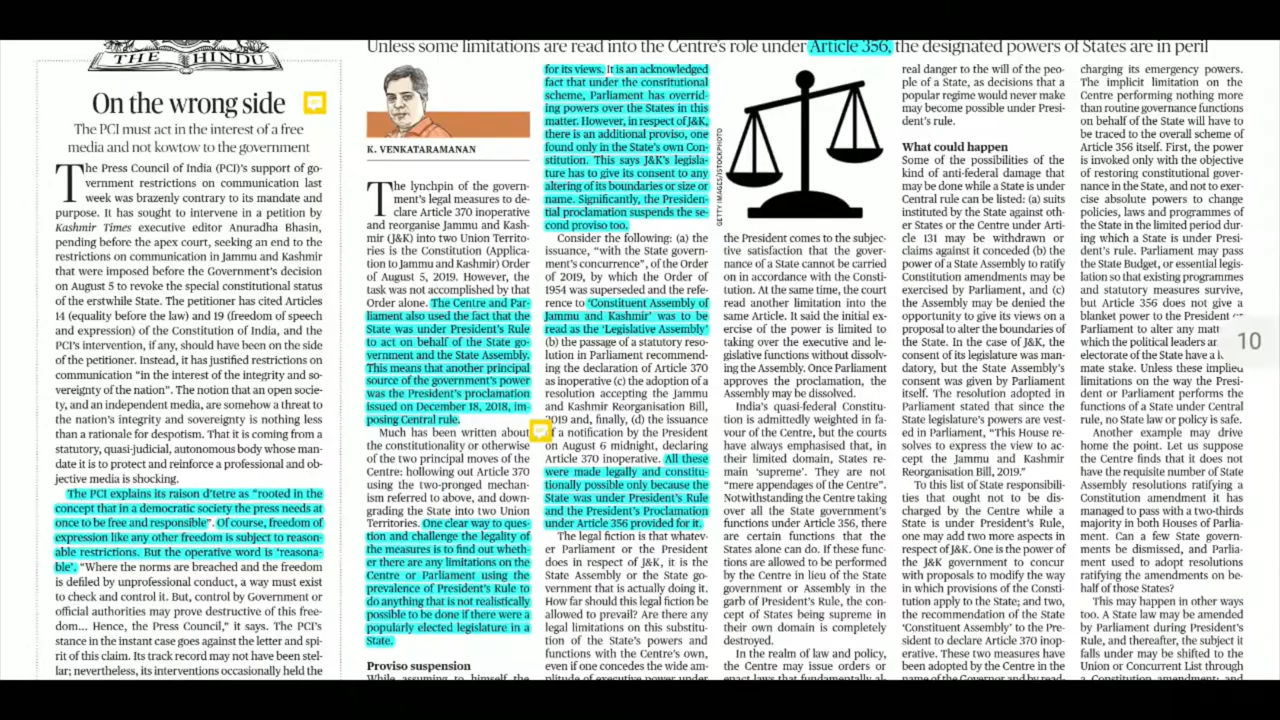 THE HINDU
On the wrong side
The PCI must act in the interest of a free
media and not kowtow to the government
The Press Council of India (PCI)’s support of go-
vernment restrictions on communication last
week was brazenly contrary to its mandate and
purpose. It has sought to intervene in a petition by
Kashmir Times executive editor Anuradha Bhasin,
pending before the apex court, seeking an end to the
restrictions on communication in Jammu and Kashmir
that were imposed before the Government’s decision
on August 5 to revoke the special constitutional status
of the erstwhile State. The petitioner has cited Articles
14 (equality before the law) and 19 (freedom of speech
and expression) of the Constitution of India, and the
PCI’s intervention, if any, should have been on the side
of the petitioner. Instead, it has justified restrictions on
communication “in the interest of the integrity and so-
vereignty of the nation”. The notion that an open socie-
ty, and an independent media, are somehow a threat to
the nation’s integrity and sovereignty is nothing less
than a rationale for despotism. That it is coming from a
statutory, quasi-judicial, autonomous body whose man-
date it is to protect and reinforce a professional and ob-
jective media is shocking.
The PCI explains its raison d’tetre as “rooted in the
concept that in a democratic society the press needs at
once to be free and responsible”. Of course, freedom of
expression like any other freedom is subject to reason-
able restrictions. But the operative word is ‘reasona-
ble’. “Where the norms are breached and the freedom
is defiled by unprofessional conduct, a way must exist
to check and control it. But, control by Government or
official authorities may prove destructive of this free-
dom... Hence, the Press Council,” it says. The PCI’s
stance in the instant case goes against the letter and spi-
rit of this claim. Its track record may not have been stel-
lar; nevertheless, its interventions occasionally held the
Unless some limitations are read into the Centre’s role under Article 356, the designated powers of States are in peril
K. VENKATARAMANAN
The lynchpin of the govern-
ment’s legal measures to de-
clare Article 370 inoperative
and reorganise Jammu and Kash-
mir (J&K) into two Union Territo-
ries is the Constitution (Applica-
tion to Jammu and Kashmir) Order
of August 5, 2019. However, the
task was not accomplished by that
Order alone. The Centre and Par-
liament also used the fact that the
State was under President’s Rule
to act on behalf of the State go-
vernment and the State Assembly.
This means that another principal
source of the government’s power
was the President’s proclamation
issued on December 18, 2018, im-
posing Central rule.
Much has been written about
the constitutionality or otherwise
of the two principal moves of the
Centre: hollowing out Article 370
using the two-pronged mechan-
ism referred to above, and down-
grading the State into two Union
Territories. One clear way to ques-
tion and challenge the legality of
the measures is to find out wheth-
er there are any limitations on the
Centre or Parliament using the
prevalence of President’s Rule to
do anything that is not realistically
possible to be done if there were a
popularly elected legislature in a
State.
Proviso suspension
While assuming to himself the
for its views. It is an acknowledged
fact that under the constitutional
scheme, Parliament has overrid-
ing powers over the States in this
matter. However, in respect of J&K,
there is an additional proviso, one
found only in the State’s own Con-
stitution. This says J&K’s legisla-
ture has to give its consent to any
altering of its boundaries or size or
name. Significantly, the Presiden-
tial proclamation suspends the se-
cond proviso too.
Consider the following: (a) the
issuance, “with the State govern-
ment’s concurrence”, of the Order
of 2019, by which the Order of
1954 was superseded and the refe-
rence to ‘Constituent Assembly of
Jammu and Kashmir’ was to be
read as the ‘Legislative Assembly’
(b) the passage of a statutory reso-
lution in Parliament recommend-
ing the declaration of Article 370
as inoperative (c) the adoption of a
resolution accepting the Jammu
and Kashmir Reorganisation Bill,
2019 and, finally, (d) the issuance
of a notification by the President
on August 6 midnight, declaring
Article 370 inoperative. All these
were made legally and constitu-
tionally possible only because the
State was under President’s Rule
and the President’s Proclamation
under Article 356 provided for it.
The legal fiction is that whatev-
er Parliament or the President
does in respect of J&K, it is the
State Assembly or the State go-
vernment that is actually doing it.
How far should this legal fiction be
allowed to prevail? Are there any
legal limitations on this substitu-
tion of the State’s powers and
functions with the Centre’s own,
even if one concedes the wide am-
plitude of executive power under
GETTY IMAGES/ISTOCKPHOTO
the President comes to the subjec-
tive satisfaction that the gover-
nance of a State cannot be carried
on in accordance with the Consti-
tution. At the same time, the court
read another limitation into the
same Article. It said the initial ex-
ercise of the power is limited to
taking over the executive and le-
gislative functions without dissolv-
ing the Assembly. Once Parliament
approves the proclamation, the
Assembly may be dissolved.
India’s quasi-federal Constitu-
tion is admittedly weighted in fa-
vour of the Centre, but the courts
have always emphasised that, in
their limited domain, States re-
main ‘supreme’. They are not
“mere appendages of the Centre”.
Notwithstanding the Centre taking
over all the State government’s
functions under Article 356, there
are certain functions that the
States alone can do. If these func-
tions are allowed to be performed
by the Centre in lieu of the State
government or Assembly in the
garb of President’s Rule, the con-
cept of States being supreme in
their own domain is completely
destroyed.
In the realm of law and policy,
the Centre may issue orders or
enact laws that fundamentally al-
real danger to the will of the peo-
ple of a State, as decisions that a
popular regime would never make
may become possible under Presi-
dent’s rule.
What could happen
Some of the possibilities of the
kind of anti-federal damage that
may be done while a State is under
Central rule can be listed: (a) suits
instituted by the State against oth-
er States or the Centre under Arti-
cle 131 may be withdrawn or
claims against it conceded (b) the
power of a State Assembly to ratify
Constitution amendments may be
exercised by Parliament, and (c)
the Assembly may be denied the
opportunity to give its views on a
proposal to alter the boundaries of
the State. In the case of J&K, the
consent of its legislature was man-
datory, but the State Assembly’s
consent was given by Parliament
itself. The resolution adopted in
Parliament stated that since the
State legislature’s powers are vest-
ed in Parliament, “This House re-
solves to express the view to ac-
cept the Jammu and Kashmir
Reorganisation Bill, 2019.”
To this list of State responsibili-
ties that ought not to be dis-
charged by the Centre while a
State is under President’s Rule,
one may add two more aspects in
respect of J&K. One is the power of
the J&K government to concur
with proposals to modify the way
in which provisions of the Consti-
tution apply to the State; and two,
the recommendation of the State
‘Constituent Assembly’ to the Pre-
sident to declare Article 370 inop-
erative. These two measures have
been adopted by the Centre in the
name of the Governor and by read-
charging its emergency powers.
The implicit limitation on the
Centre performing nothing more
than routine governance functions
on behalf of the State will have to
be traced to the overall scheme of
Article 356 itself. First, the power
is invoked only with the objective
of restoring constitutional gover-
nance in the State, and not to exer-
cise absolute powers to change
policies, laws and programmes of
the State in the limited period dur-
ing which a State is under Presi-
dent’s rule. Parliament may pass
the State Budget, or essential legis-
lation so that existing programmes
and statutory measures survive,
but Article 356 does not give a
blanket power to the President or
Parliament to alter any
which the political leaders
electorate of the State have a
mate stake. Unless these implied
limitations on the way the Presi-
dent or Parliament performs the
functions of a State under Central
rule, no State law or policy is safe.
Another example may drive
home the point. Let us suppose
the Centre finds that it does not
have the requisite number of State
Assembly resolutions ratifying a
Constitution amendment it has
managed to pass with a two-thirds
majority in both Houses of Parlia-
ment. Can a few State govern-
ments be dismissed, and Parlia-
ment used to adopt resolutions
ratifying the amendments on be-
half of those States?
This may happen in other ways
too. A State law may be amended
by Parliament during President’s
Rule, and thereafter, the subject it
falls under may be shifted to the
Union or Concurrent List through
a Constitution amendment; and
10